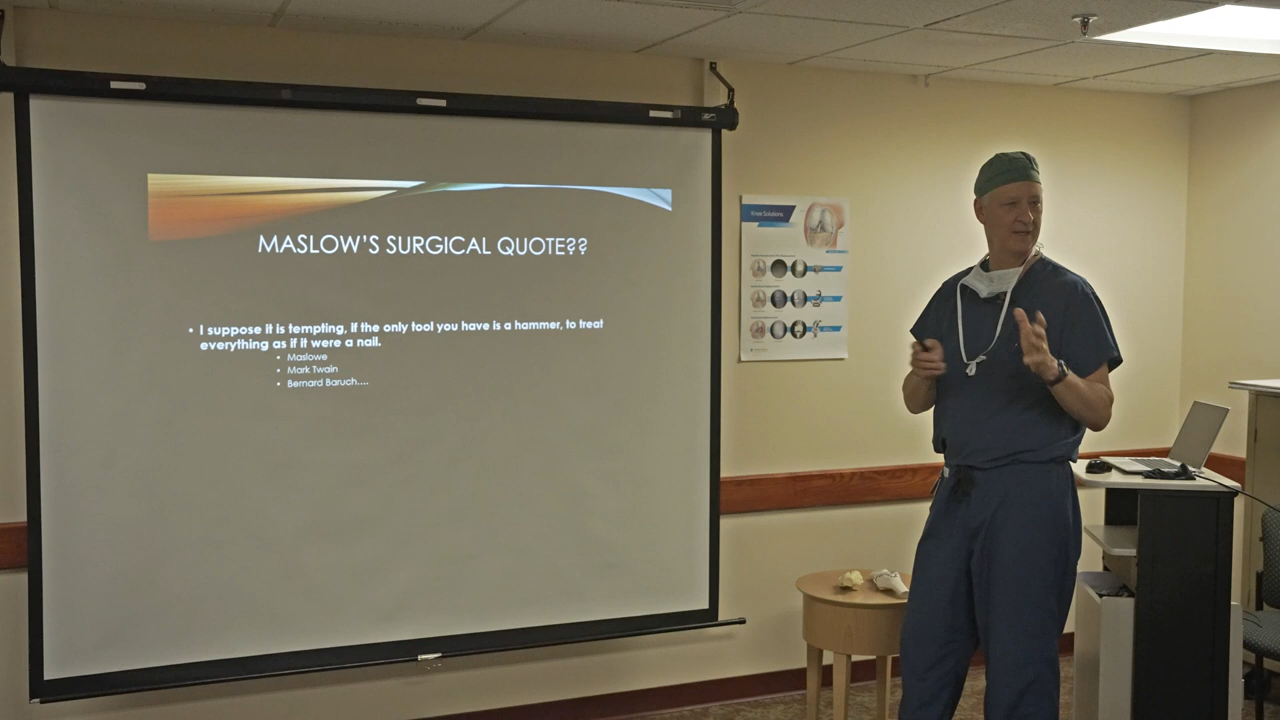 MASLOW'S SURGICAL QUOTE??
• I suppose it is tempting, if the only tool you have is a hammer, to treat
everything as if it were a nail.
• Maslowe
• Mark Twain
• Bernard Baruch....
Knee Solutions